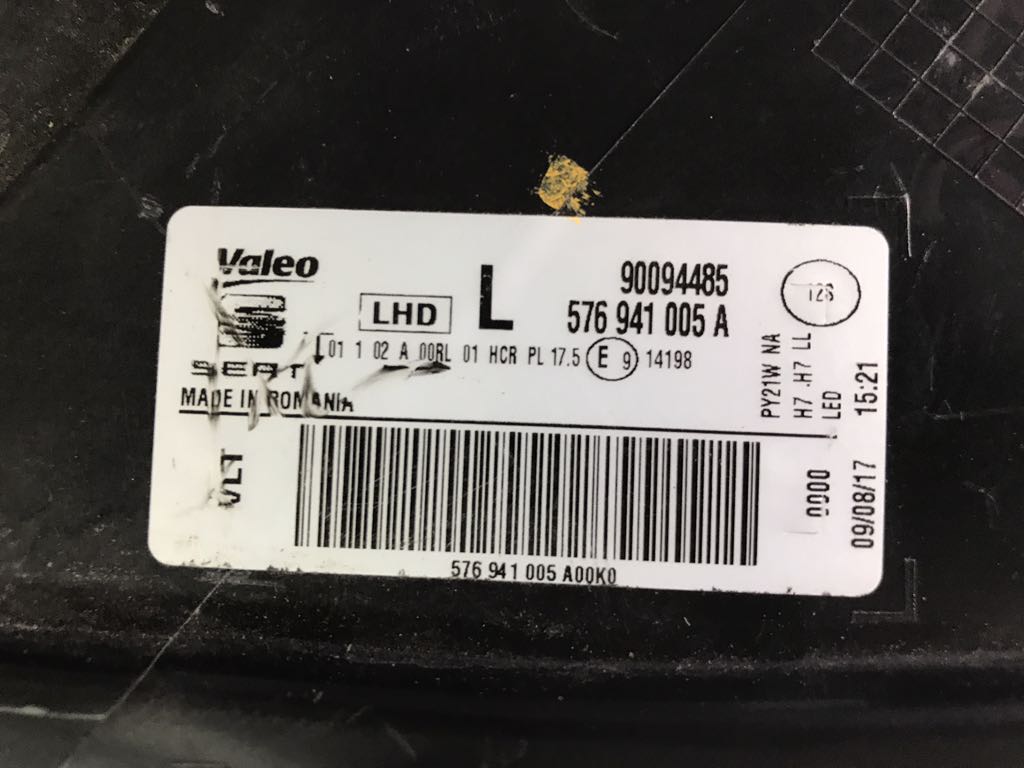 Valeo
SEAT
LHD
L
90094485
576 941 005 A
128
01 1 02 A 00RL 01 HCR PL 17.5 E 9 14198
MADE IN ROMANIA
VLT
PY21W NA
H7 .H7 LL
LED
15:21
0000
09/08/17
576 941 005 A00K0